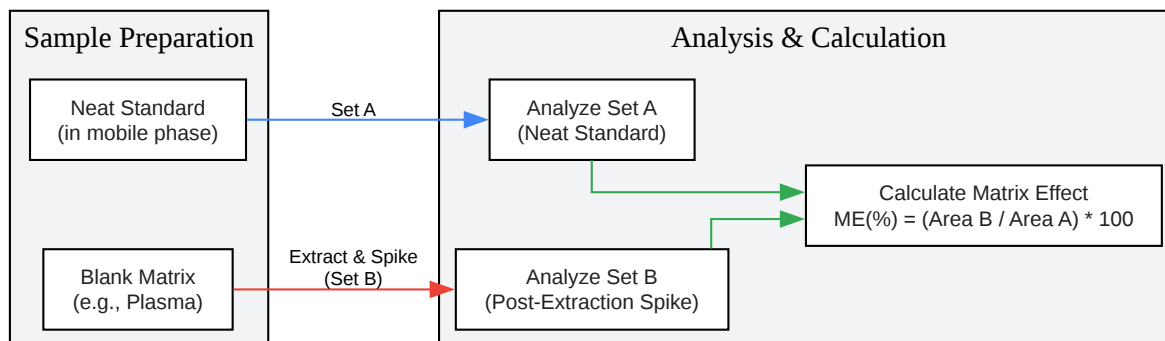 Sample Preparation
Analysis & Calculation
Neat Standard
(in mobile phase)
Set A
Analyze Set A
(Neat Standard)
Calculate Matrix Effect
ME(%) = (Area B / Area A) * 100
Blank Matrix
(e.g., Plasma)
Extract & Spike
(Set B)
Analyze Set B
(Post-Extraction Spike)